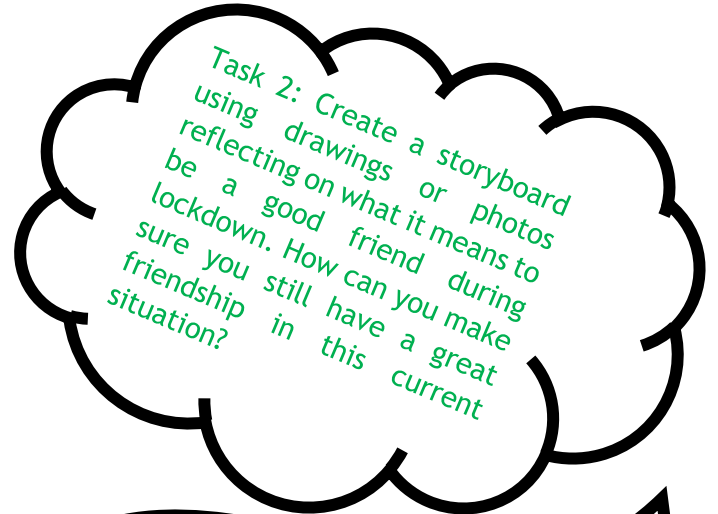 Task 2: Create a storyboard
using drawings or photos
reflecting on what it means to
be a good friend during
lockdown. How can you make
sure you still have a great
friendship in this current
situation?